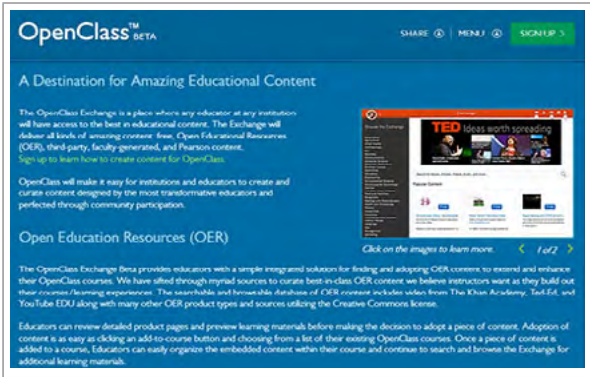 OpenClass™ BETA
SHARE | MENU | SIGN UP >
A Destination for Amazing Educational Content
The OpenClass Exchange is a place where any educator at any institution
will have access to the best in educational content. The Exchange will
deliver all kinds of amazing content: free, Open Educational Resources
(OER), third-party, faculty-generated, and Pearson content.
Sign up to learn how to create content for OpenClass.
OpenClass will make it easy for institutions and educators to create and
curate content designed by the most transformative educators and
perfected through community participation.
TED Ideas worth spreading
Popular Content
Click on the images to learn more. < 1 of 2 >
Open Education Resources (OER)
The OpenClass Exchange Beta provides educators with a simple integrated solution for finding and adopting OER content to extend and enhance
their OpenClass courses. We have sifted through myriad sources to curate best-in-class OER content we believe instructors want as they build out
their courses/learning experiences. The searchable and browsable database of OER content includes video from The Khan Academy, Ted-Ed, and
YouTube EDU along with many other OER product types and sources utilizing the Creative Commons license.
Educators can review detailed product pages and preview learning materials before making the decision to adopt a piece of content. Adoption of
content is as easy as clicking an add-to-course button and choosing from a list of their existing OpenClass courses. Once a piece of content is
added to a course, Educators can easily organize the embedded content within their course and continue to search and browse the Exchange for
additional learning materials.